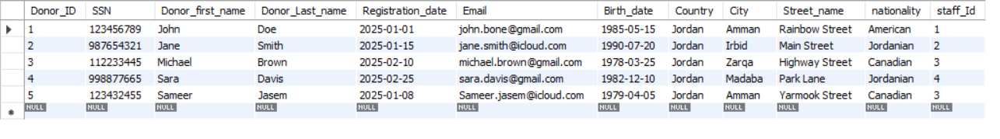 Donor_ID SSN Donor_first_name Donor_Last_name Registration_date Email Birth_date Country City Street_name nationality staff_Id
1 123456789 John Doe 2025-01-01 john.bone@gmail.com 1985-05-15 Jordan Amman Rainbow Street American 1
2 987654321 Jane Smith 2025-01-15 jane.smith@icloud.com 1990-07-20 Jordan Irbid Main Street Jordanian 2
3 112233445 Michael Brown 2025-02-10 michael.brown@gmail.com 1978-03-25 Jordan Zarqa Highway Street Canadian 3
4 998877665 Sara Davis 2025-02-25 sara.davis@gmail.com 1982-12-10 Jordan Madaba Park Lane Jordanian 4
5 123432455 Sameer Jasem 2025-01-08 Sameer.jasem@icloud.com 1979-04-05 Jordan Amman Yarmook Street Canadian 3
NULL NULL NULL NULL NULL NULL NULL NULL NULL NULL NULL NULL